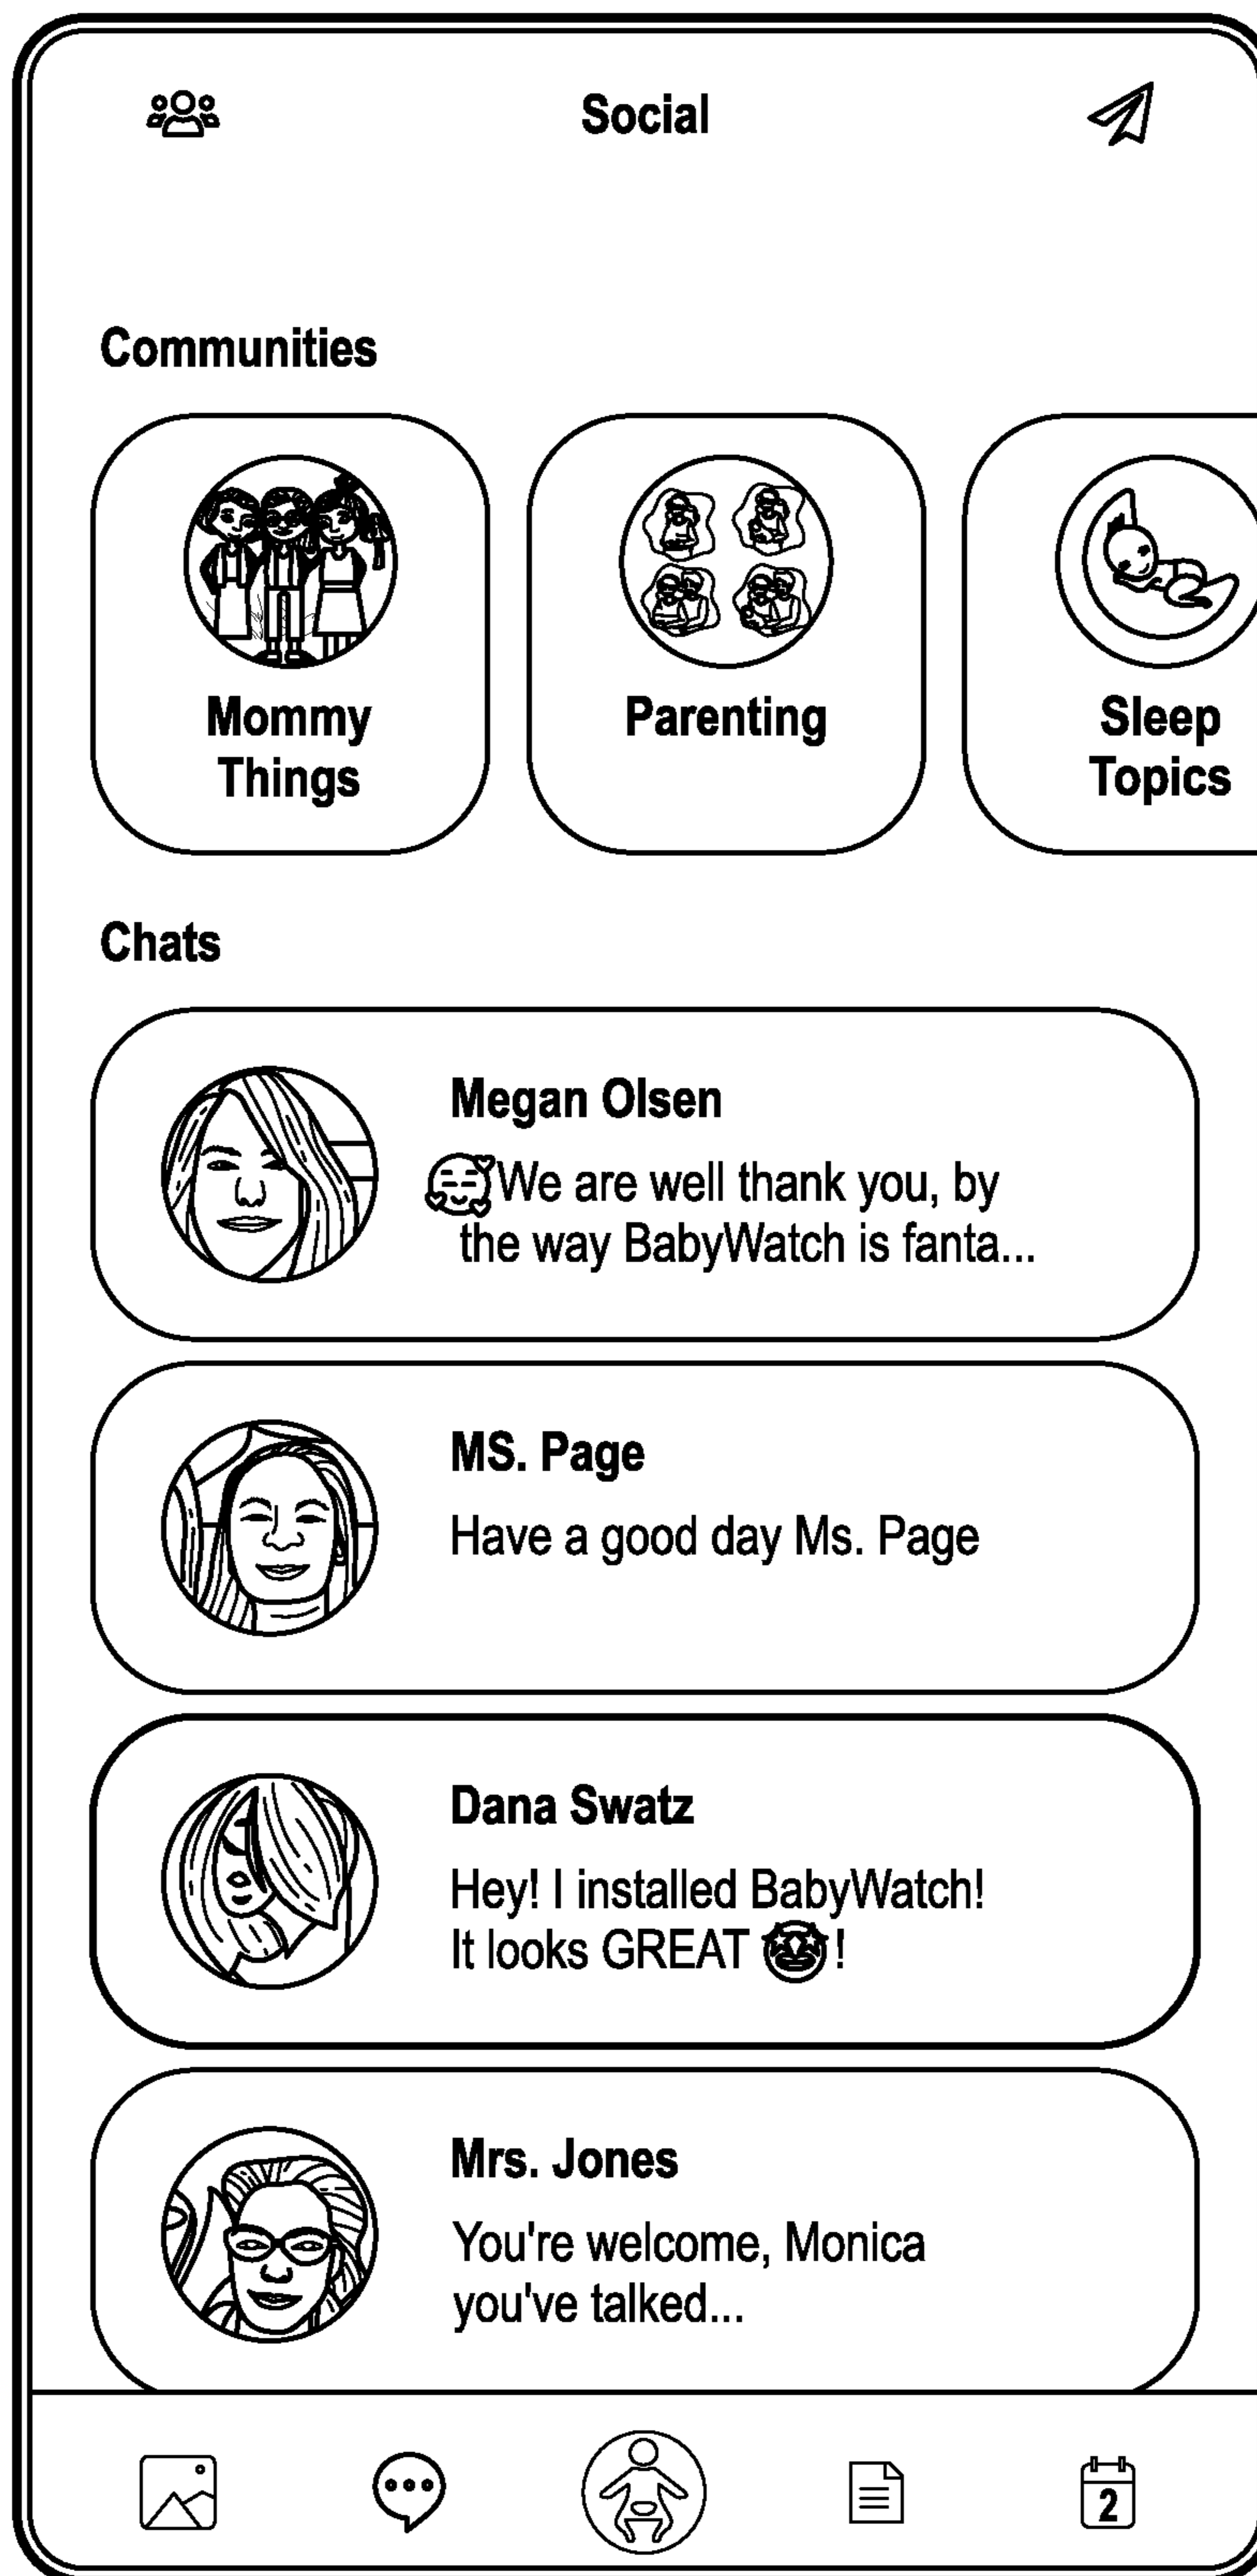 Social
Communities
Mommy
Things
Parenting
Sleep
Topics
Chats
Megan Olsen
🥰We are well thank you, by
the way BabyWatch is fanta...
MS. Page
Have a good day Ms. Page
Dana Swatz
Hey! I installed BabyWatch!
It looks GREAT 🤩!
Mrs. Jones
You're welcome, Monica
you've talked...
2